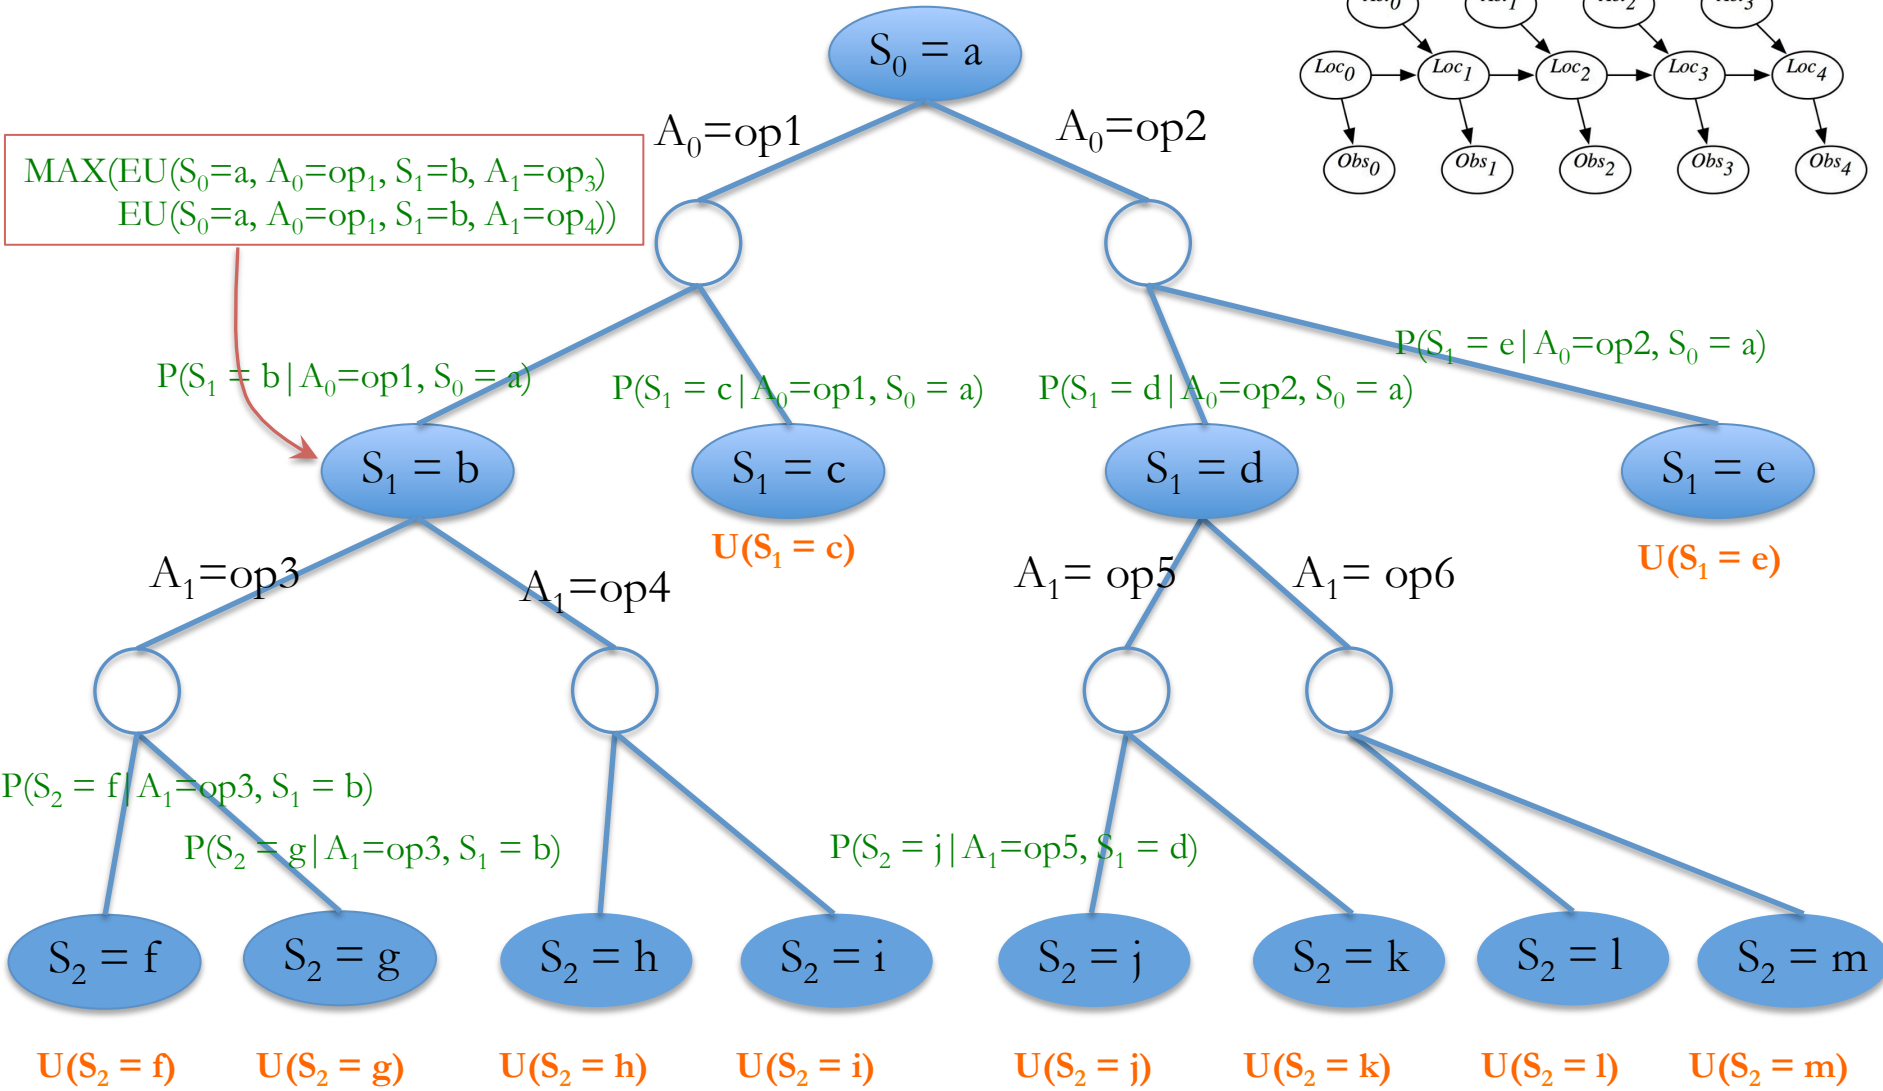 S₀ = a
Loc₀ Loc₁ Loc₂ Loc₃ Loc₄
Obs₀ Obs₁ Obs₂ Obs₃ Obs₄
A₀=op1
A₀=op2
MAX(EU(S₀=a, A₀=op₁, S₁=b, A₁=op₃)
EU(S₀=a, A₀=op₁, S₁=b, A₁=op₄))
P(S₁ = b|A₀=op1, S₀ = a)
P(S₁ = c|A₀=op1, S₀ = a)
P(S₁ = d|A₀=op2, S₀ = a)
P(S₁ = e|A₀=op2, S₀ = a)
S₁ = b
S₁ = c
S₁ = d
S₁ = e
U(S₁ = c)
U(S₁ = e)
A₁=op3
A₁=op4
A₁= op5
A₁= op6
P(S₂ = f|A₁=op3, S₁ = b)
P(S₂ = g|A₁=op3, S₁ = b)
P(S₂ = j|A₁=op5, S₁ = d)
S₂ = f
S₂ = g
S₂ = h
S₂ = i
S₂ = j
S₂ = k
S₂ = l
S₂ = m
U(S₂ = f)
U(S₂ = g)
U(S₂ = h)
U(S₂ = i)
U(S₂ = j)
U(S₂ = k)
U(S₂ = l)
U(S₂ = m)